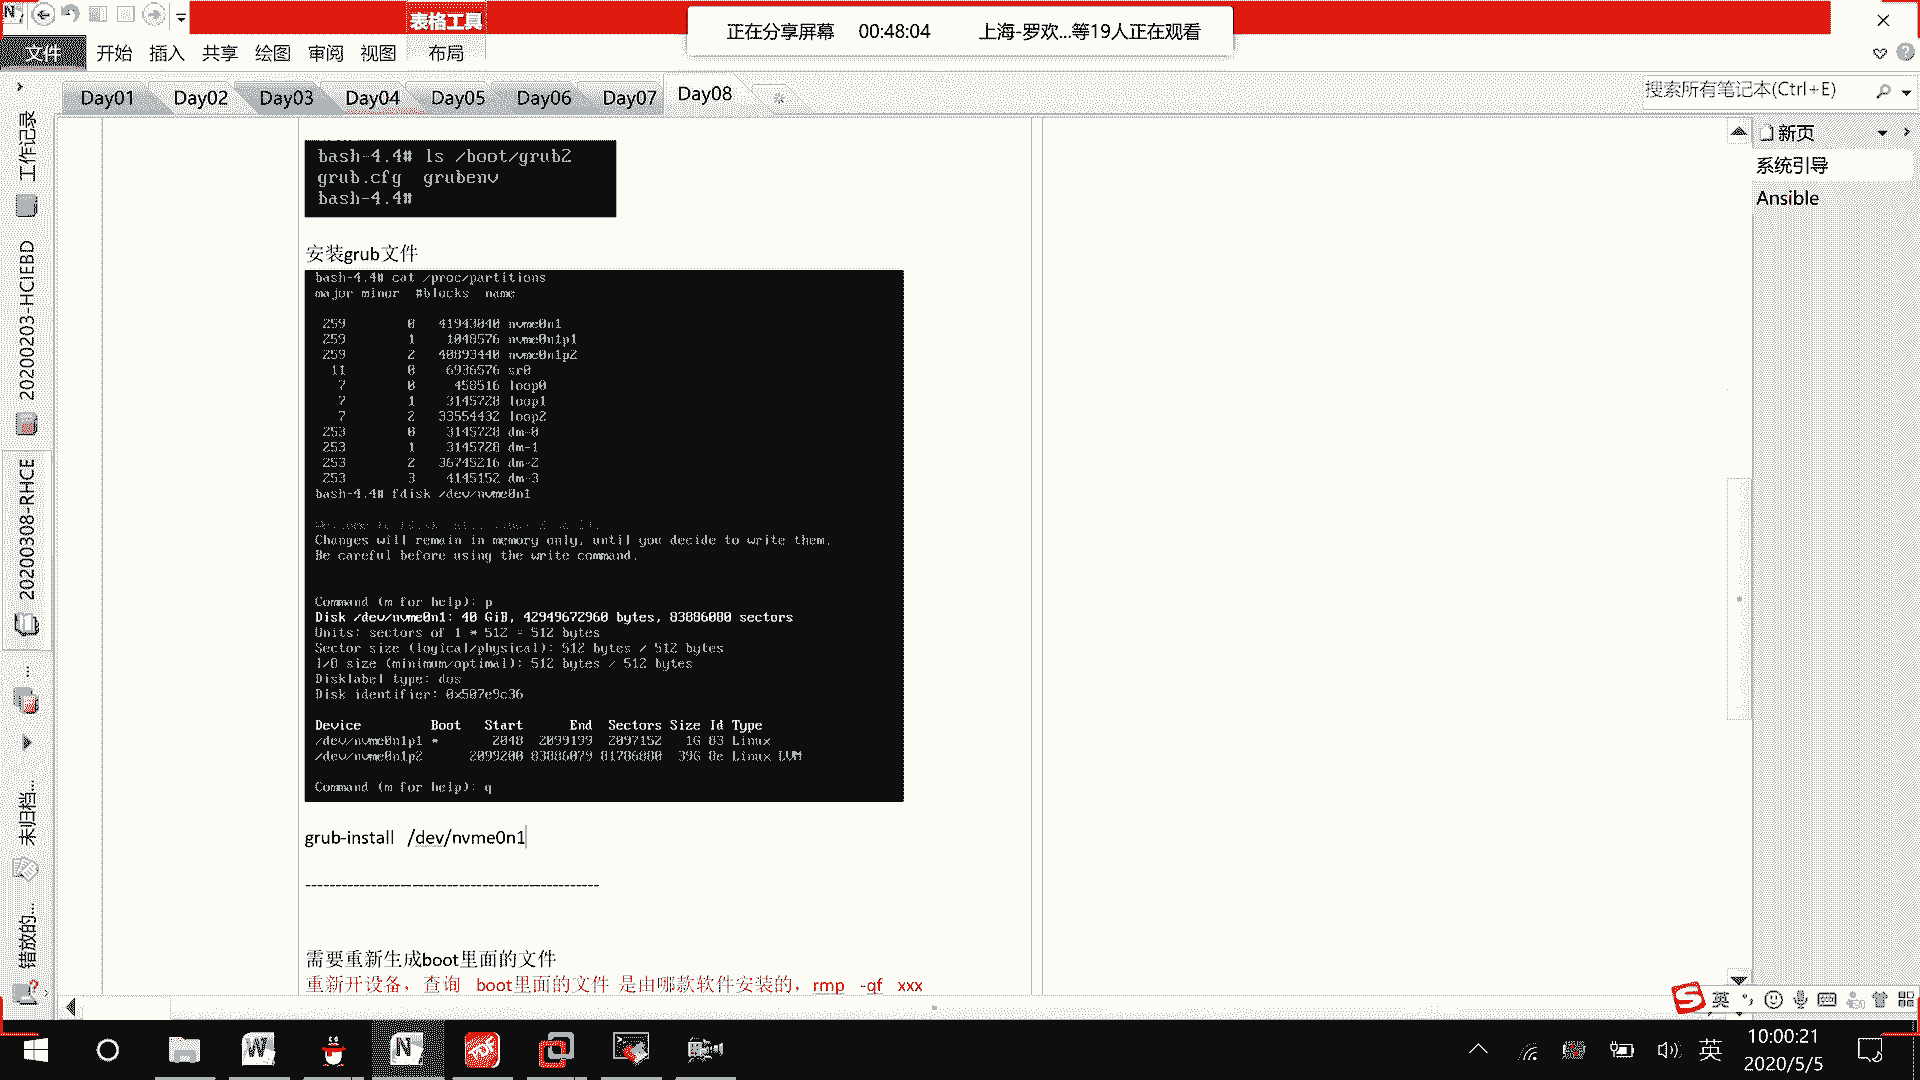 表格工具
正在分享屏幕 00:48:04 上海-罗欢...等19人正在观看
文件 开始 插入 共享 绘图 审阅 视图 布局
Day01 Day02 Day03 Day04 Day05 Day06 Day07 Day08
搜索所有笔记本(Ctrl+E)
工作记录
20200203-HCIEBD
20200308-RHCE
...
未归档...
错放的...
新页
系统引导
Ansible
bash-4.4# ls /boot/grub2
grub.cfg grubenv
bash-4.4#
安装grub文件
bash-4.4# cat /proc/partitions
major minor #blocks name
259 0 41943040 nvme0n1
259 1 1048576 nvme0n1p1
259 2 40893440 nvme0n1p2
11 0 6936576 sr0
7 0 458516 loop0
7 1 3145728 loop1
7 2 33554432 loop2
253 0 3145728 dm-0
253 1 3145728 dm-1
253 2 36745216 dm-2
253 3 4145152 dm-3
bash-4.4# fdisk /dev/nvme0n1
Changes will remain in memory only, until you decide to write them.
Be careful before using the write command.
Command (m for help): p
Disk /dev/nvme0n1: 40 GiB, 42949672960 bytes, 83886080 sectors
Units: sectors of 1 * 512 = 512 bytes
Sector size (logical/physical): 512 bytes / 512 bytes
I/O size (minimum/optimal): 512 bytes / 512 bytes
Disklabel type: dos
Disk identifier: 0x507e9c36
Device Boot Start End Sectors Size Id Type
/dev/nvme0n1p1 * 2048 2099199 2097152 1G 83 Linux
/dev/nvme0n1p2 2099200 83886079 81786880 39G 8e Linux LVM
Command (m for help): q
grub-install /dev/nvme0n1
------------------------------------------------
需要重新生成boot里面的文件
重新开设备，查询 boot里面的文件 是由哪款软件安装的，rmp -qf xxx
英
英
10:00:21
2020/5/5